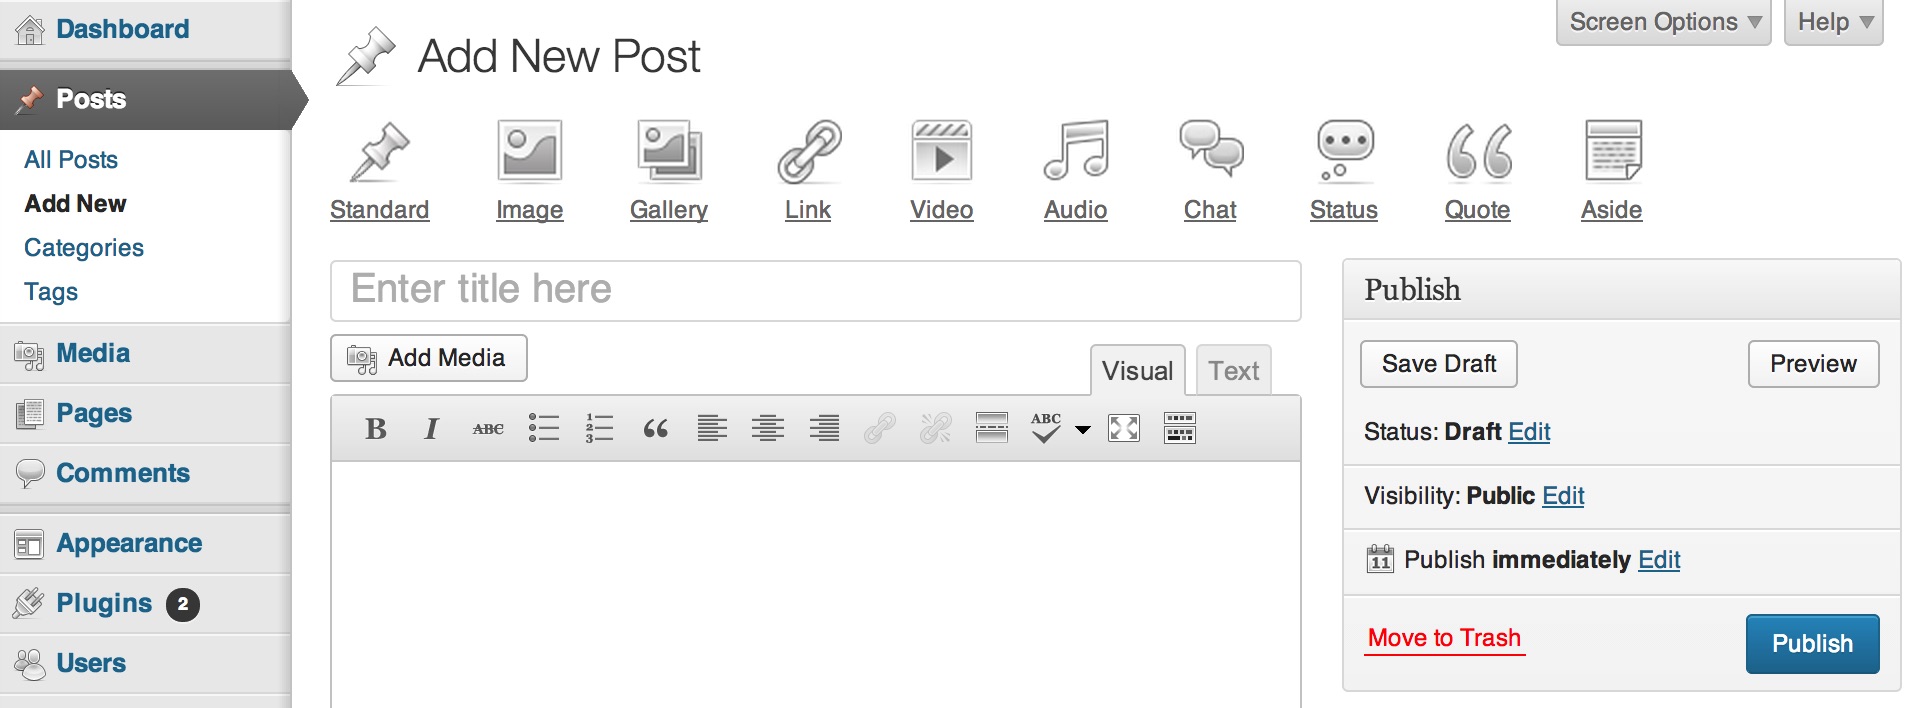 Dashboard
Posts
All Posts
Add New
Categories
Tags
Media
Pages
Comments
Appearance
Plugins 2
Users
Screen Options
Help
Add New Post
Standard
Image
Gallery
Link
Video
Audio
Chat
Status
Quote
Aside
Enter title here
Add Media
Visual
Text
B
I
ABC
1
2
3
ABC
Publish
Save Draft
Preview
Status: Draft Edit
Visibility: Public Edit
11 Publish immediately Edit
Move to Trash
Publish